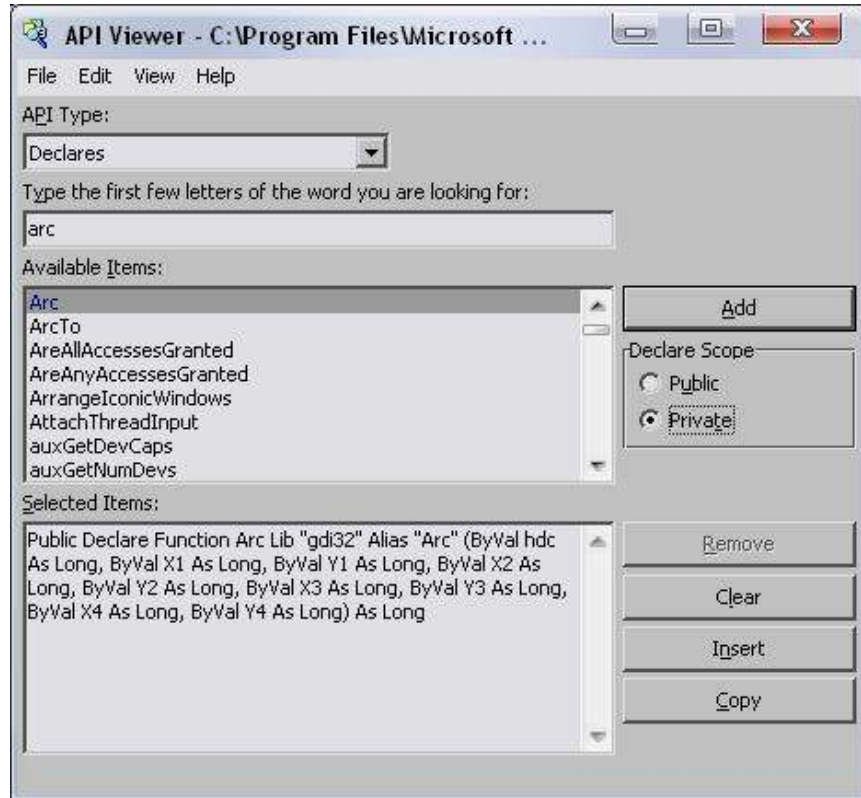 API Viewer - C:\Program Files\Microsoft ...
File Edit View Help
API Type:
Declares
Type the first few letters of the word you are looking for:
arc
Available Items:
Arc
ArcTo
AreAllAccessesGranted
AreAnyAccessesGranted
ArrangeIconicWindows
AttachThreadInput
auxGetDevCaps
auxGetNumDevs
Add
Declare Scope
Public
Private
Selected Items:
Public Declare Function Arc Lib "gdi32" Alias "Arc" (ByVal hdc
As Long, ByVal X1 As Long, ByVal Y1 As Long, ByVal X2 As
Long, ByVal Y2 As Long, ByVal X3 As Long, ByVal Y3 As Long,
ByVal X4 As Long, ByVal Y4 As Long) As Long
Remove
Clear
Insert
Copy